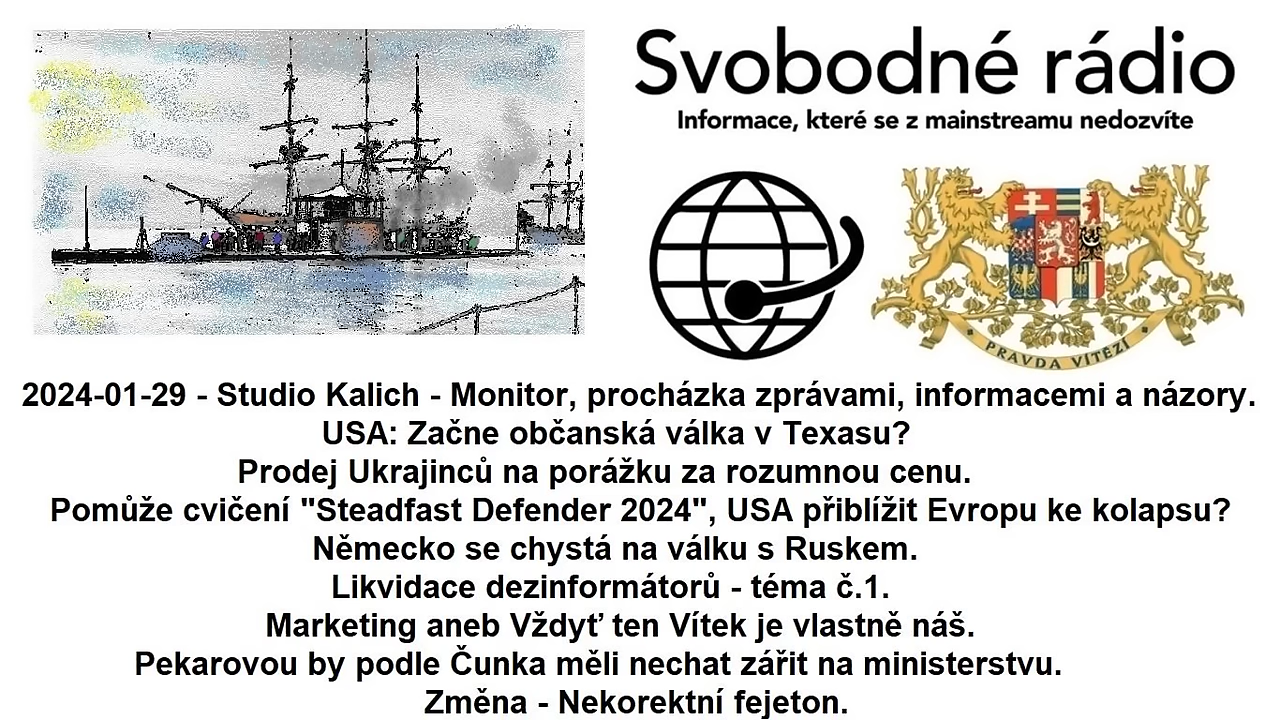 Svobodné rádio
Informace, které se z mainstreamu nedozvíte
PRAVDA VÍTĚZÍ
2024-01-29 - Studio Kalich - Monitor, procházka zprávami, informacemi a názory.
USA: Začne občanská válka v Texasu?
Prodej Ukrajinců na porážku za rozumnou cenu.
Pomůže cvičení "Steadfast Defender 2024", USA přiblížit Evropu ke kolapsu?
Německo se chystá na válku s Ruskem.
Likvidace dezinformátorů - téma č.1.
Marketing aneb Vždyť ten Vítek je vlastně náš.
Pekarovou by podle Čunka měli nechat zářit na ministerstvu.
Změna - Nekorektní fejeton.